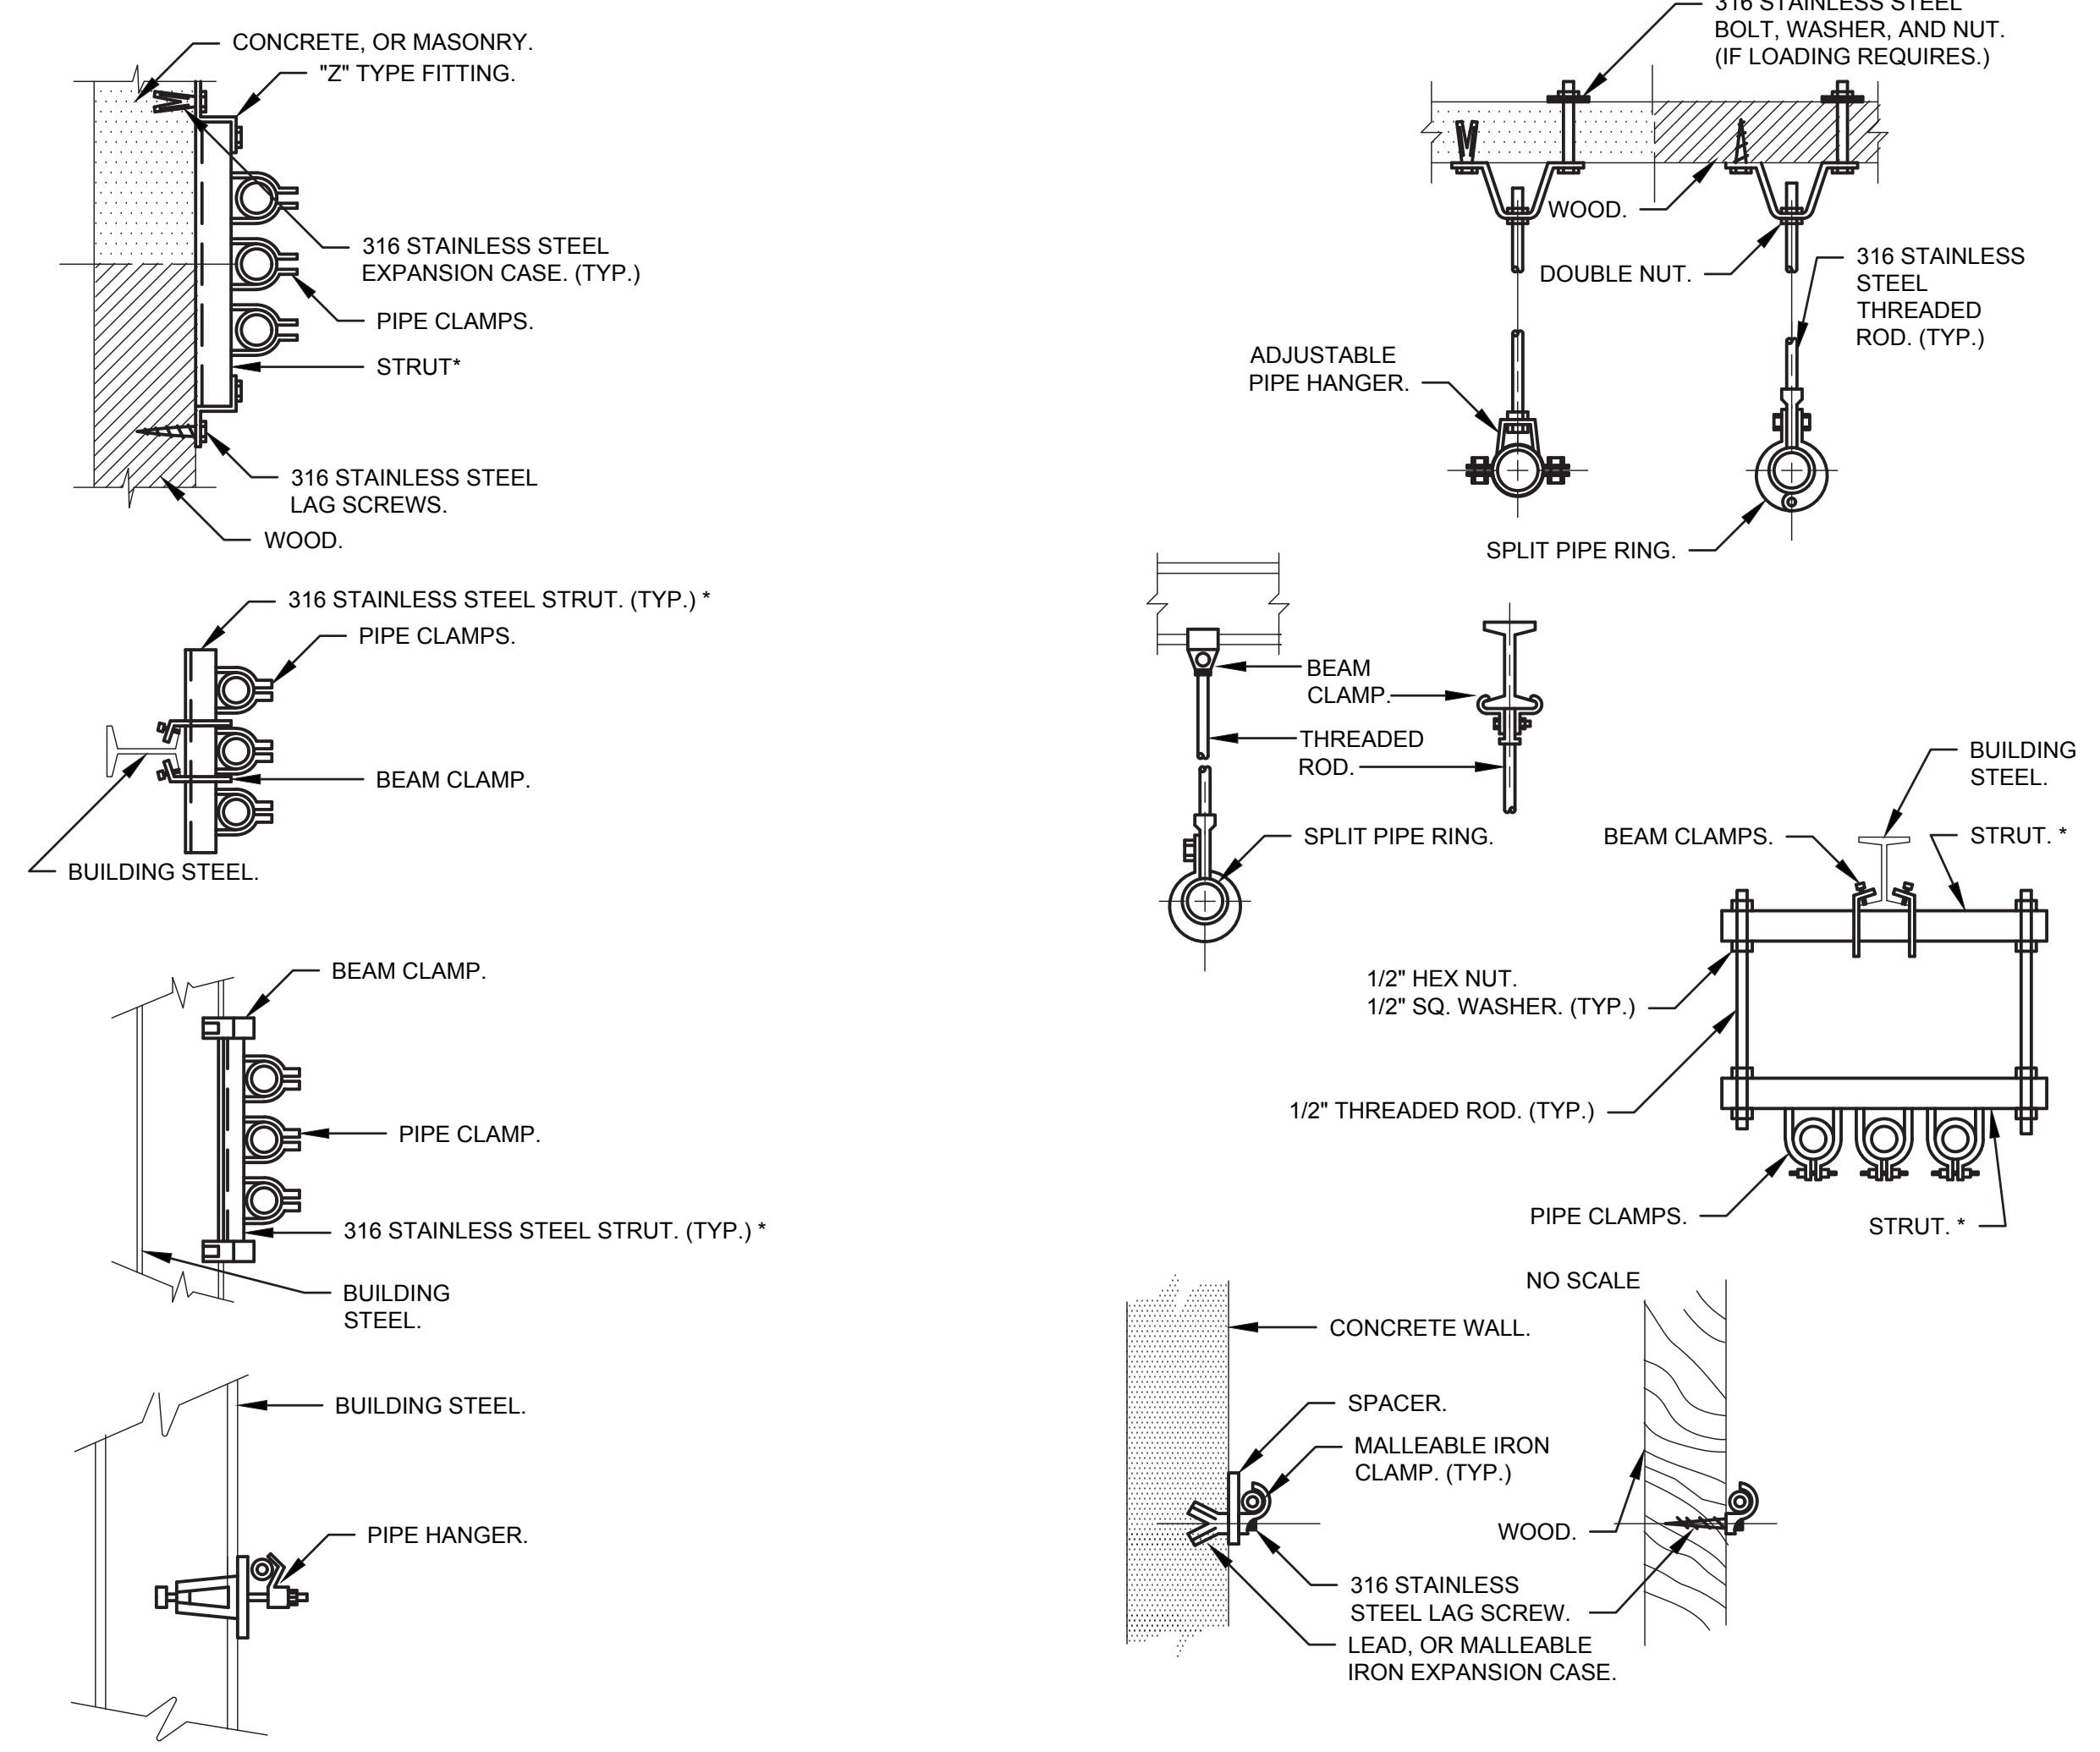 CONCRETE, OR MASONRY.
"Z" TYPE FITTING.
316 STAINLESS STEEL
EXPANSION CASE. (TYP.)
PIPE CLAMPS.
STRUT*
316 STAINLESS STEEL
LAG SCREWS.
WOOD.
316 STAINLESS STEEL STRUT. (TYP.) *
PIPE CLAMPS.
BEAM CLAMP.
BUILDING STEEL.
BEAM CLAMP.
PIPE CLAMP.
316 STAINLESS STEEL STRUT. (TYP.) *
BUILDING
STEEL.
BUILDING STEEL.
PIPE HANGER.
316 STAINLESS STEEL
BOLT, WASHER, AND NUT.
(IF LOADING REQUIRES.)
WOOD.
DOUBLE NUT.
316 STAINLESS
STEEL
THREADED
ROD. (TYP.)
ADJUSTABLE
PIPE HANGER.
SPLIT PIPE RING.
BEAM
CLAMP.
THREADED
ROD.
SPLIT PIPE RING.
BUILDING
STEEL.
BEAM CLAMPS.
STRUT. *
1/2" HEX NUT.
1/2" SQ. WASHER. (TYP.)
1/2" THREADED ROD. (TYP.)
PIPE CLAMPS.
STRUT. *
NO SCALE
CONCRETE WALL.
SPACER.
MALLEABLE IRON
CLAMP. (TYP.)
WOOD.
316 STAINLESS
STEEL LAG SCREW.
LEAD, OR MALLEABLE
IRON EXPANSION CASE.